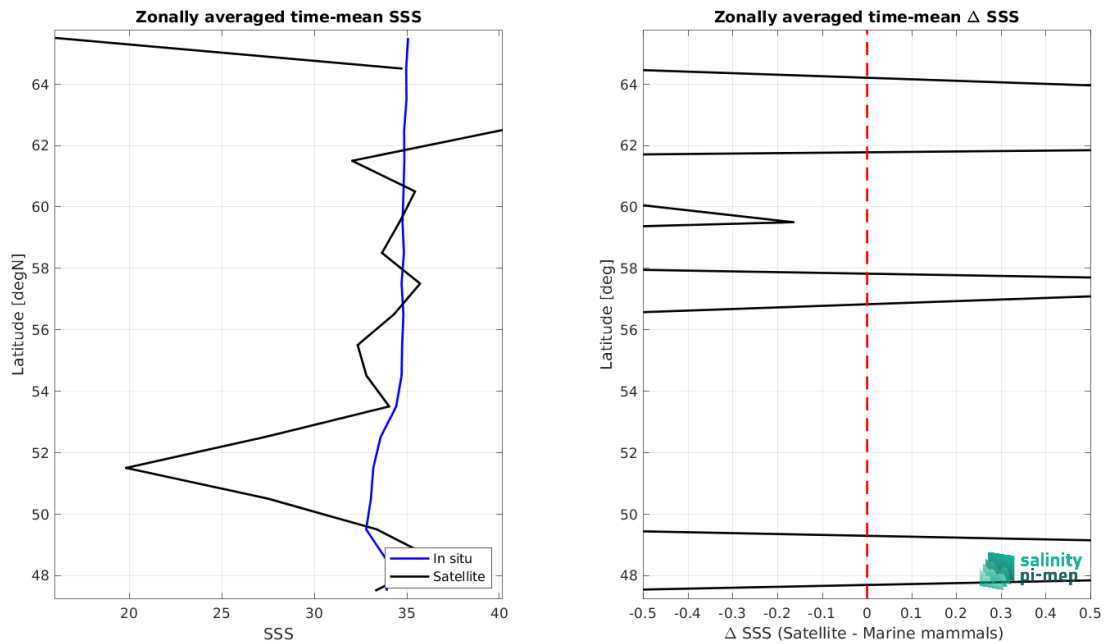 Zonally averaged time-mean SSS
64
62
60
58
56
54
52
50
48
Latitude [degN]
In situ
Satellite
20
25
30
35
40
SSS
Zonally averaged time-mean Δ SSS
64
62
60
58
56
54
52
50
48
Latitude [deg]
salinity
pi-mep
-0.5 -0.4 -0.3 -0.2 -0.1 0 0.1 0.2 0.3 0.4 0.5
Δ SSS (Satellite - Marine mammals)